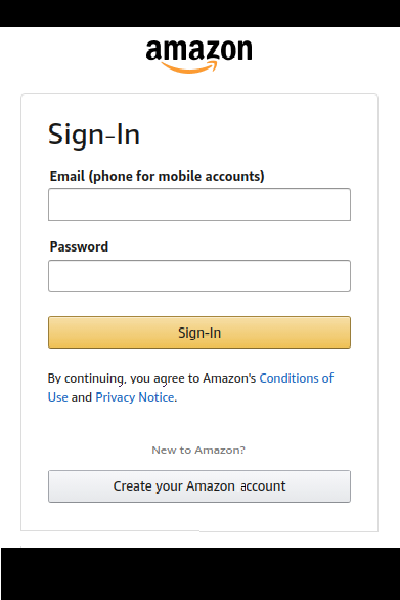 amazon
Sign-In
Email (phone for mobile accounts)
Password
Sign-In
By continuing, you agree to Amazon's Conditions of
Use and Privacy Notice.
New to Amazon?
Create your Amazon account